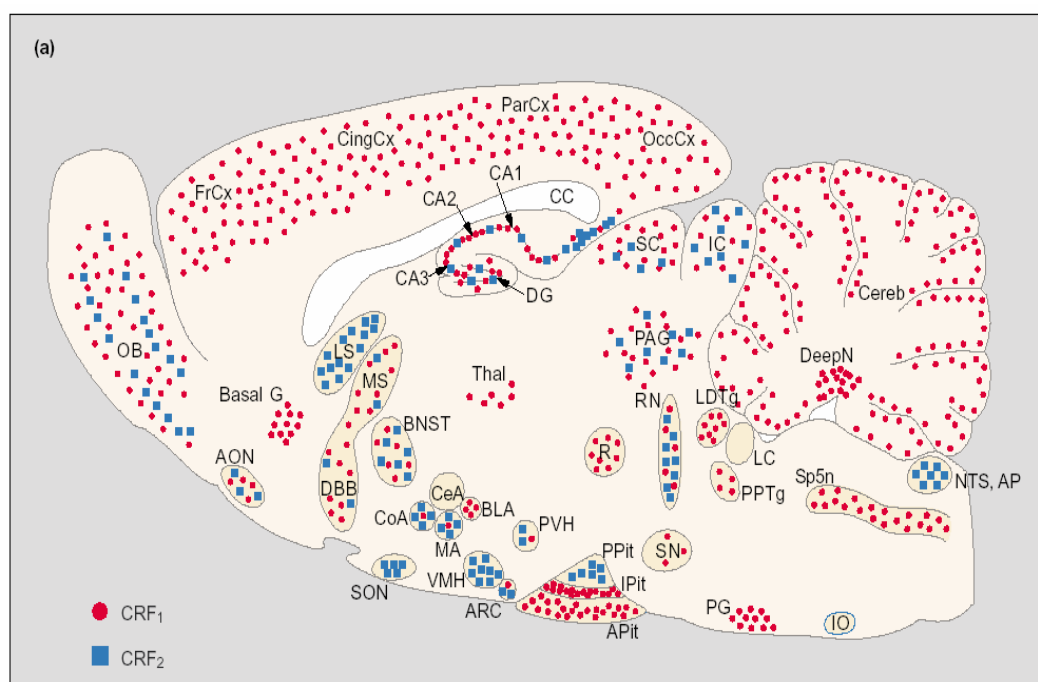 (a)
ParCx
CingCx
OccCx
FrCx
CA1
CA2
CC
SC
IC
CA3
DG
Cereb
OB
LS
PAG
MS
DeepN
Basal G
Thal
RN
LDTg
BNST
AON
R
LC
DBB
CeA
PPTg
Sp5n
NTS, AP
CoA
BLA
MA
PVH
PPit
SN
SON
VMH
IPit
ARC
APit
PG
IO
CRF₁
CRF₂